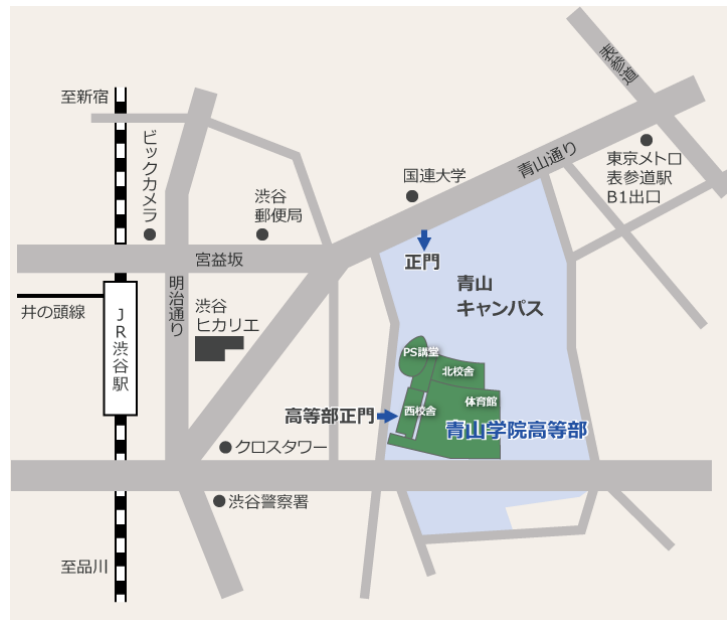 至新宿
表参道
ビックカメラ
青山通り
東京メトロ
表参道駅
B1出口
国連大学
渋谷
郵便局
宮益坂
正門
青山
キャンパス
明治通り
井の頭線
JR渋谷駅
渋谷
ヒカリエ
PS講堂
北校舎
体育館
西校舎
高等部正門
青山学院高等部
クロスタワー
渋谷警察署
至品川